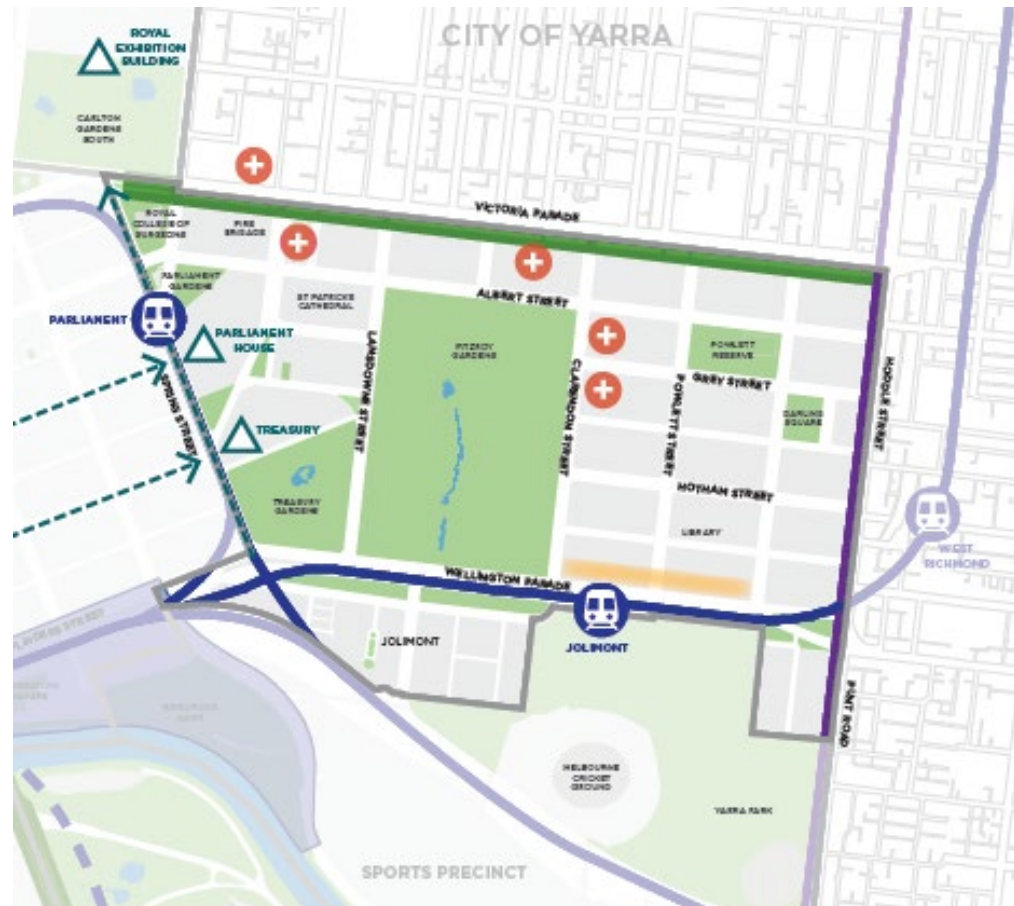 ROYAL
EXHIBITION
BUILDING
CITY OF YARRA
CARLTON
GARDENS
SOUTH
VICTORIA PARADE
ROYAL
COLLEGE OF
SURGEONS
FIRE
BRIGADE
PARLIAMENT
GARDENS
ST PATRICKS
CATHEDRAL
ALBERT STREET
PARLIAMENT
PARLIAMENT
HOUSE
LANSDOWNE STREET
FITZROY
GARDENS
CLARENDON STREET
POWLETT
RESERVE
GREY STREET
POWLETT STREET
HODDLE STREET
SPRING STREET
TREASURY
DARLING
SQUARE
TREASURY
GARDENS
HOTHAM STREET
LIBRARY
WEST
RICHMOND
WELLINGTON PARADE
JOLIMONT
JOLIMONT
FLINDERS STREET
PUNT ROAD
MELBOURNE
CRICKET
GROUND
YARRA PARK
SPORTS PRECINCT